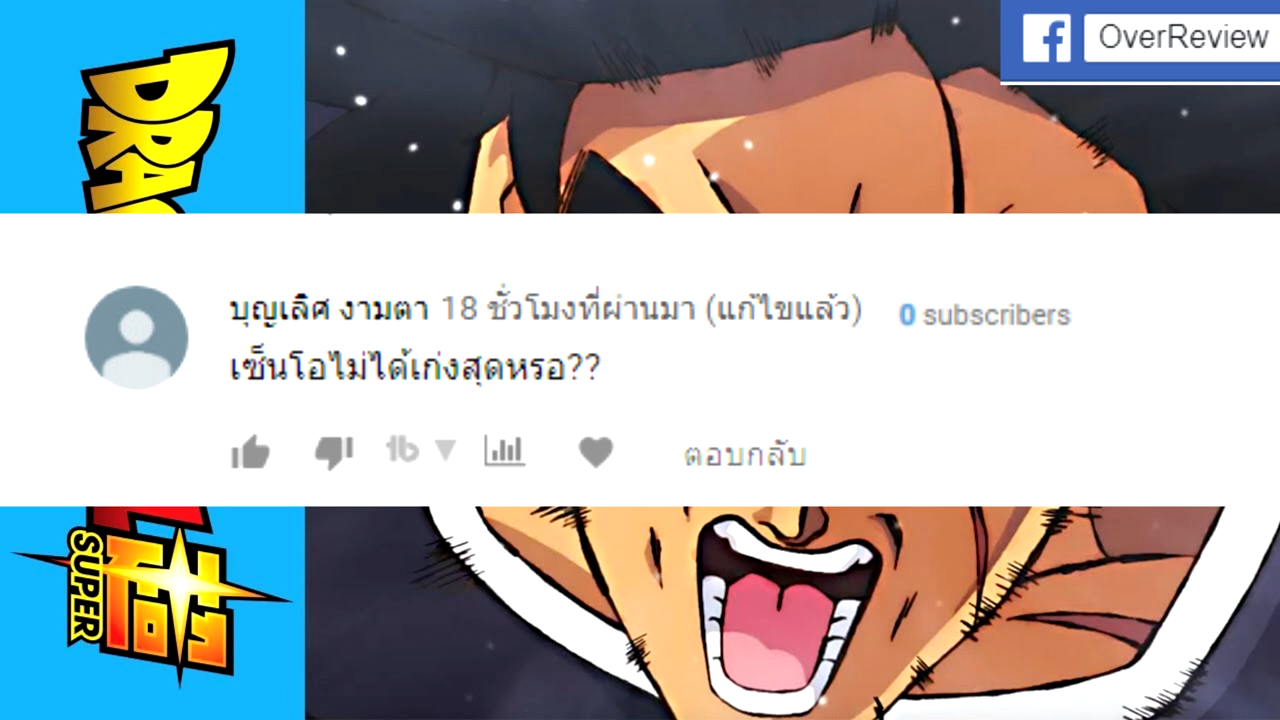 OverReview
DRA
บุญเลิศ งามตา 18 ชั่วโมงที่ผ่านมา (แก้ไขแล้ว) 0 subscribers
เซ็นโอไม่ได้เก่งสุดหรอ??
ตอบกลับ
SUPER